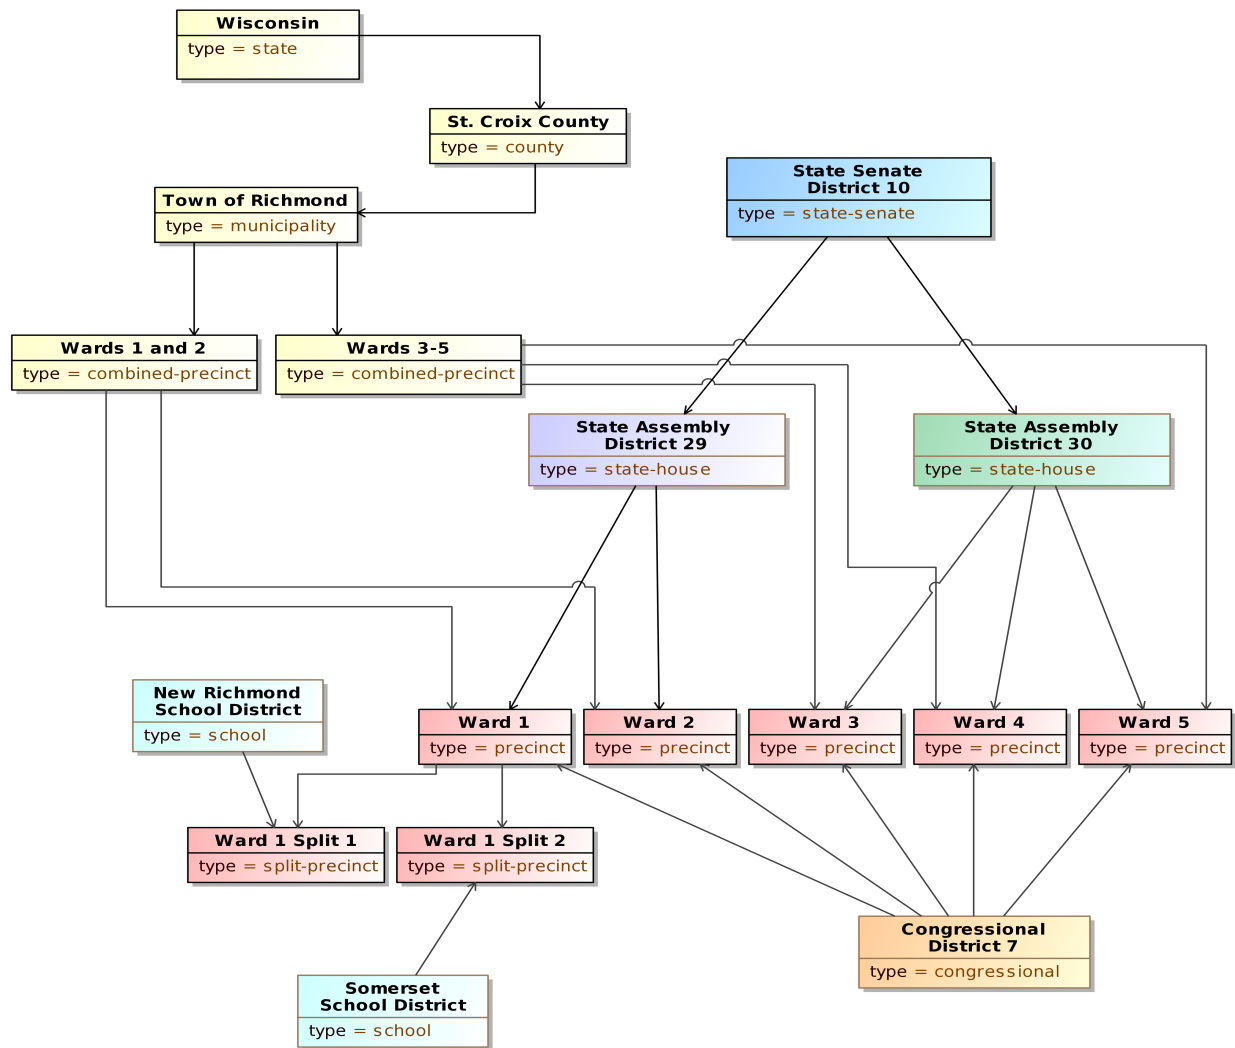 Wisconsin
type = state
St. Croix County
type = county
State Senate
District 10
type = state-senate
Town of Richmond
type = municipality
Wards 1 and 2
type = combined-precinct
Wards 3-5
type = combined-precinct
State Assembly
District 29
type = state-house
State Assembly
District 30
type = state-house
New Richmond
School District
type = school
Ward 1
type = precinct
Ward 2
type = precinct
Ward 3
type = precinct
Ward 4
type = precinct
Ward 5
type = precinct
Ward 1 Split 1
type = split-precinct
Ward 1 Split 2
type = split-precinct
Congressional
District 7
type = congressional
Somerset
School District
type = school